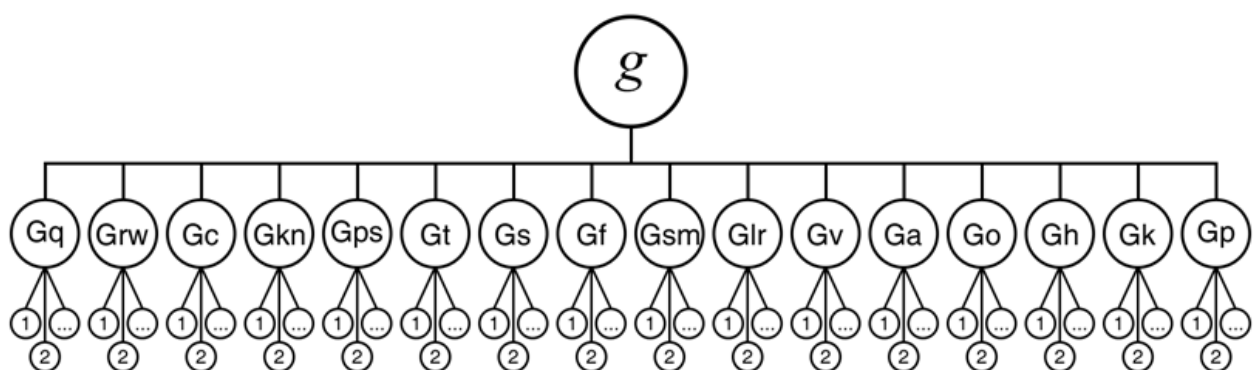 g
Gq Grw Gc Gkn Gps Gt Gs Gf Gsm Glr Gv Ga Go Gh Gk Gp
1 ... 1 ... 1 ... 1 ... 1 ... 1 ... 1 ... 1 ... 1 ... 1 ... 1 ... 1 ... 1 ... 1 ... 1 ... 1 ...
2 2 2 2 2 2 2 2 2 2 2 2 2 2 2 2